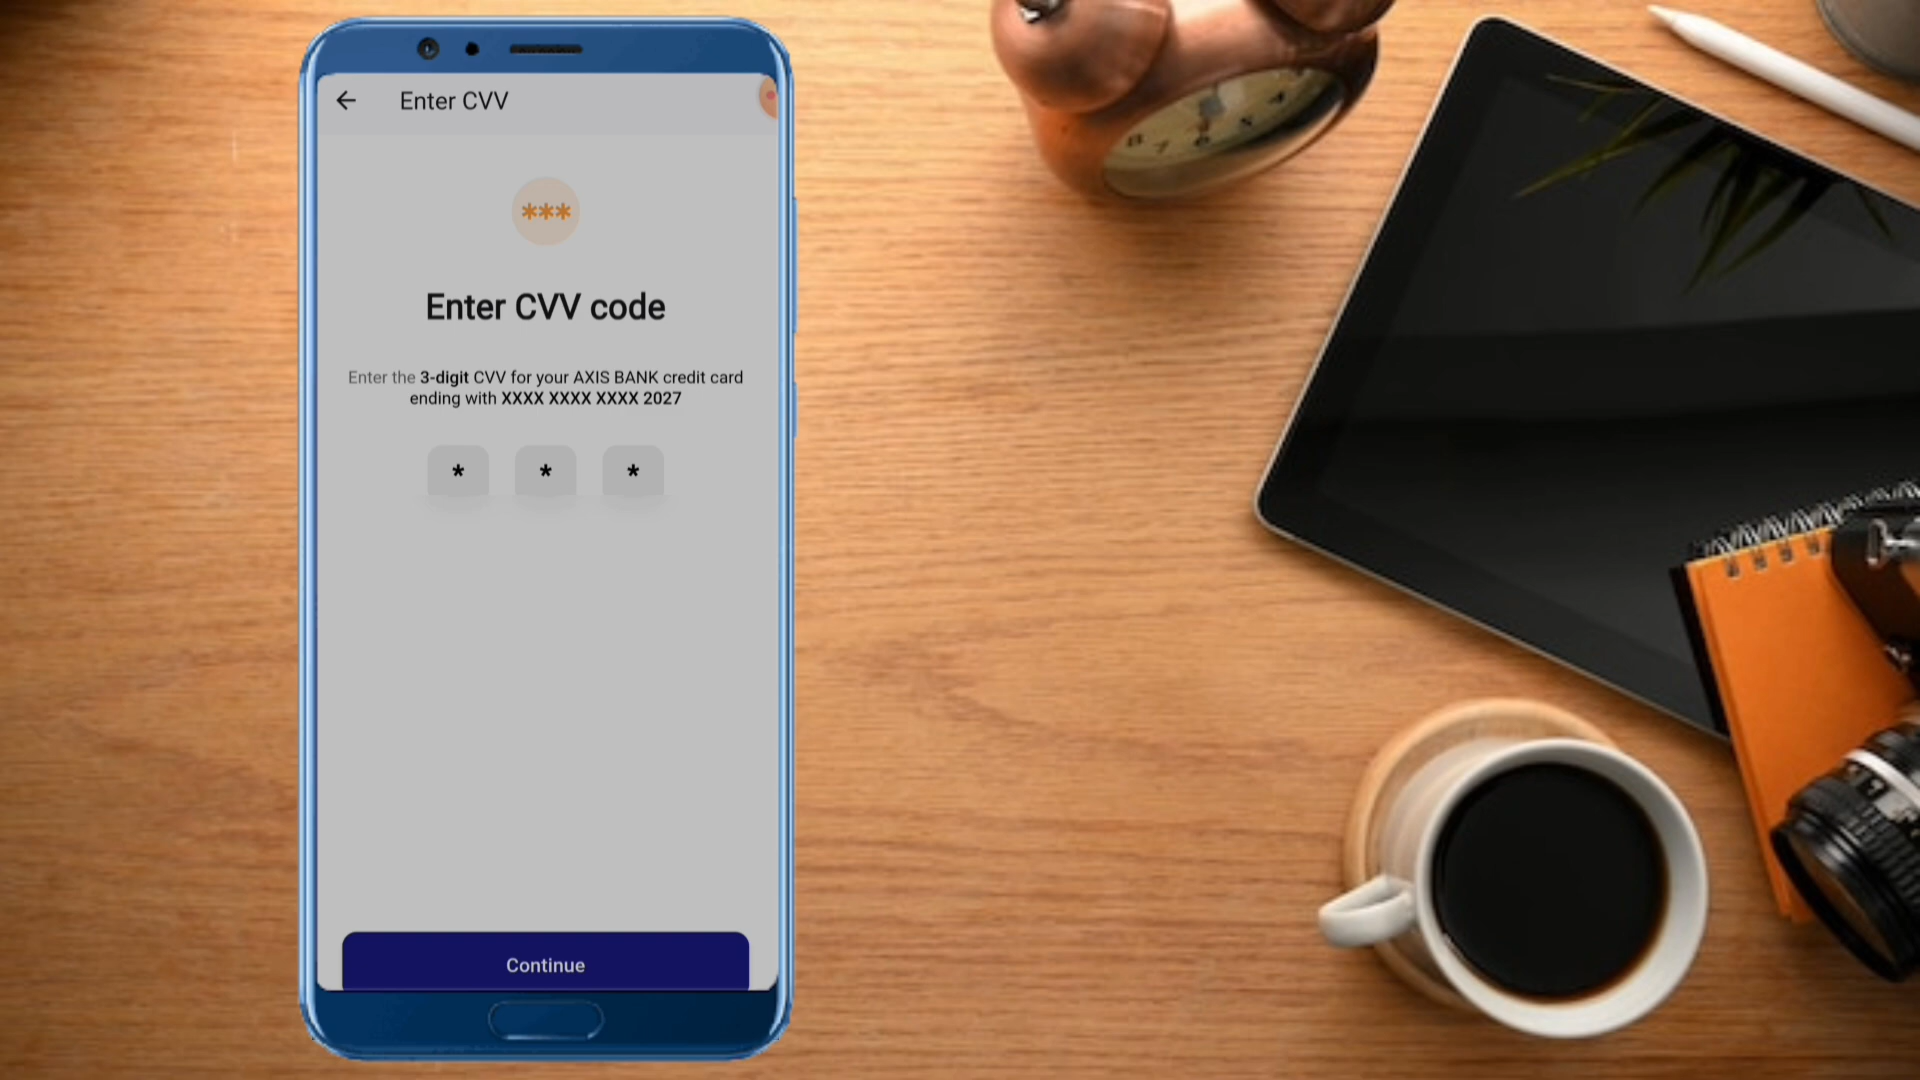 Enter CVV
***
Enter CVV code
Enter the 3-digit CVV for your AXIS BANK credit card
ending with XXXX XXXX XXXX 2027
* * *
Continue